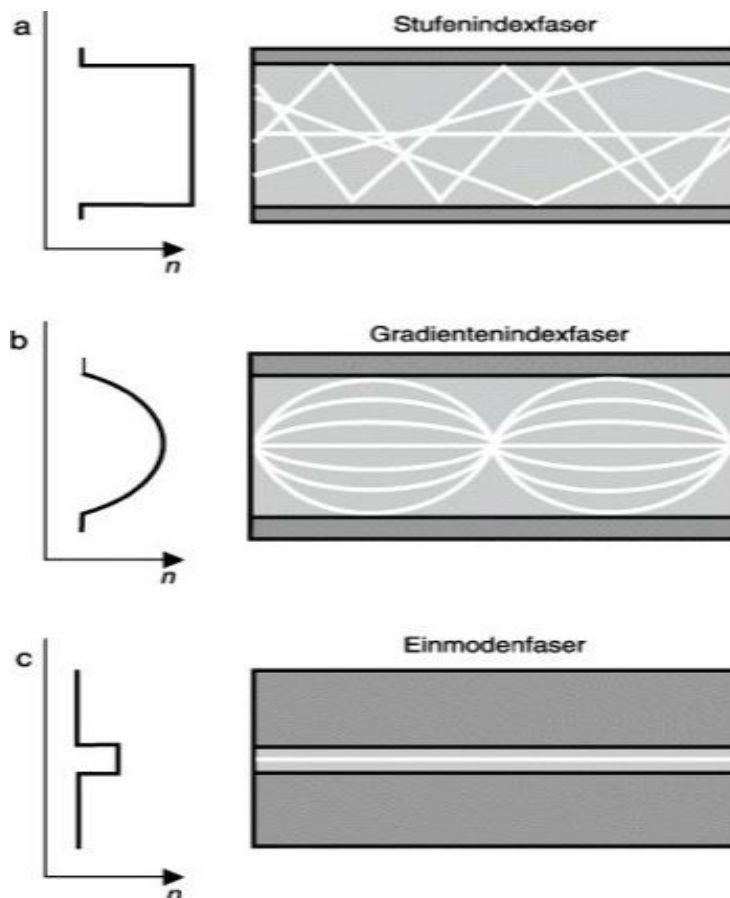 a
Stufenindexfaser
n
b
Gradientenindexfaser
n
c
Einmodenfaser
n